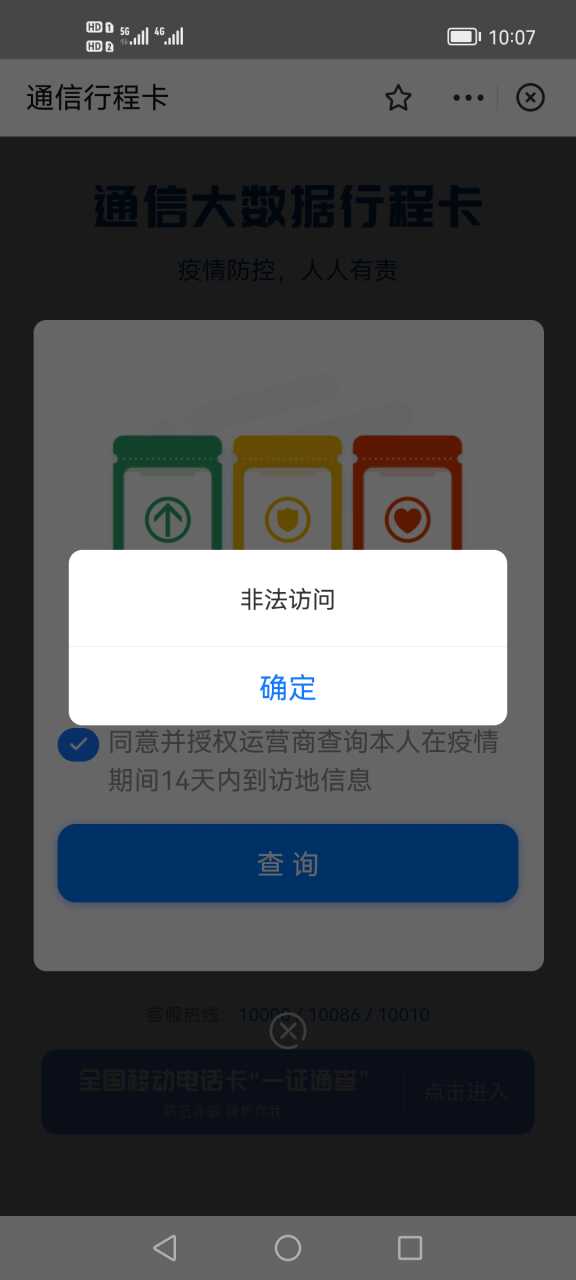 HD 1 5G 4G
HD 2
10:07
通信行程卡
通信大数据行程卡
疫情防控，人人有责
非法访问
确定
同意并授权运营商查询本人在疫情
期间14天内到访地信息
查 询
客服热线： 10000 / 10086 / 10010
全国移动电话卡“一证通查”
点击进入